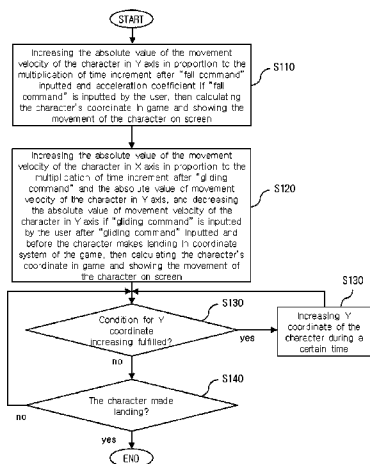 START
Increasing the absolute value of the movement
velocity of the character in Y axis in proportion to the
multiplication of time increment after "fall command"
inputted and acceleration coefficient if "fall
command" is inputted by the user, then calculating
the character's coordinate in game and showing the
movement of the character on screen
S110
Increasing the absolute value of the movement
velocity of the character in X axis in proportion to the
multiplication of time increment after "gliding
command" and the absolute value of movement
velocity of the character in Y axis, and decreasing
the absolute value of movement velocity of the
character in Y axis if "gliding command" is inputted
by the user after "gliding command" inputted and
before the character makes landing in coordinate
system of the game, then calculating the character's
coordinate in game and showing the movement of
the character on screen
S120
S130
Condition for Y
coordinate
increasing fulfilled?
yes
S130
Increasing Y
coordinate of the
character during a
certain time
no
S140
The character made
landing?
no
yes
END